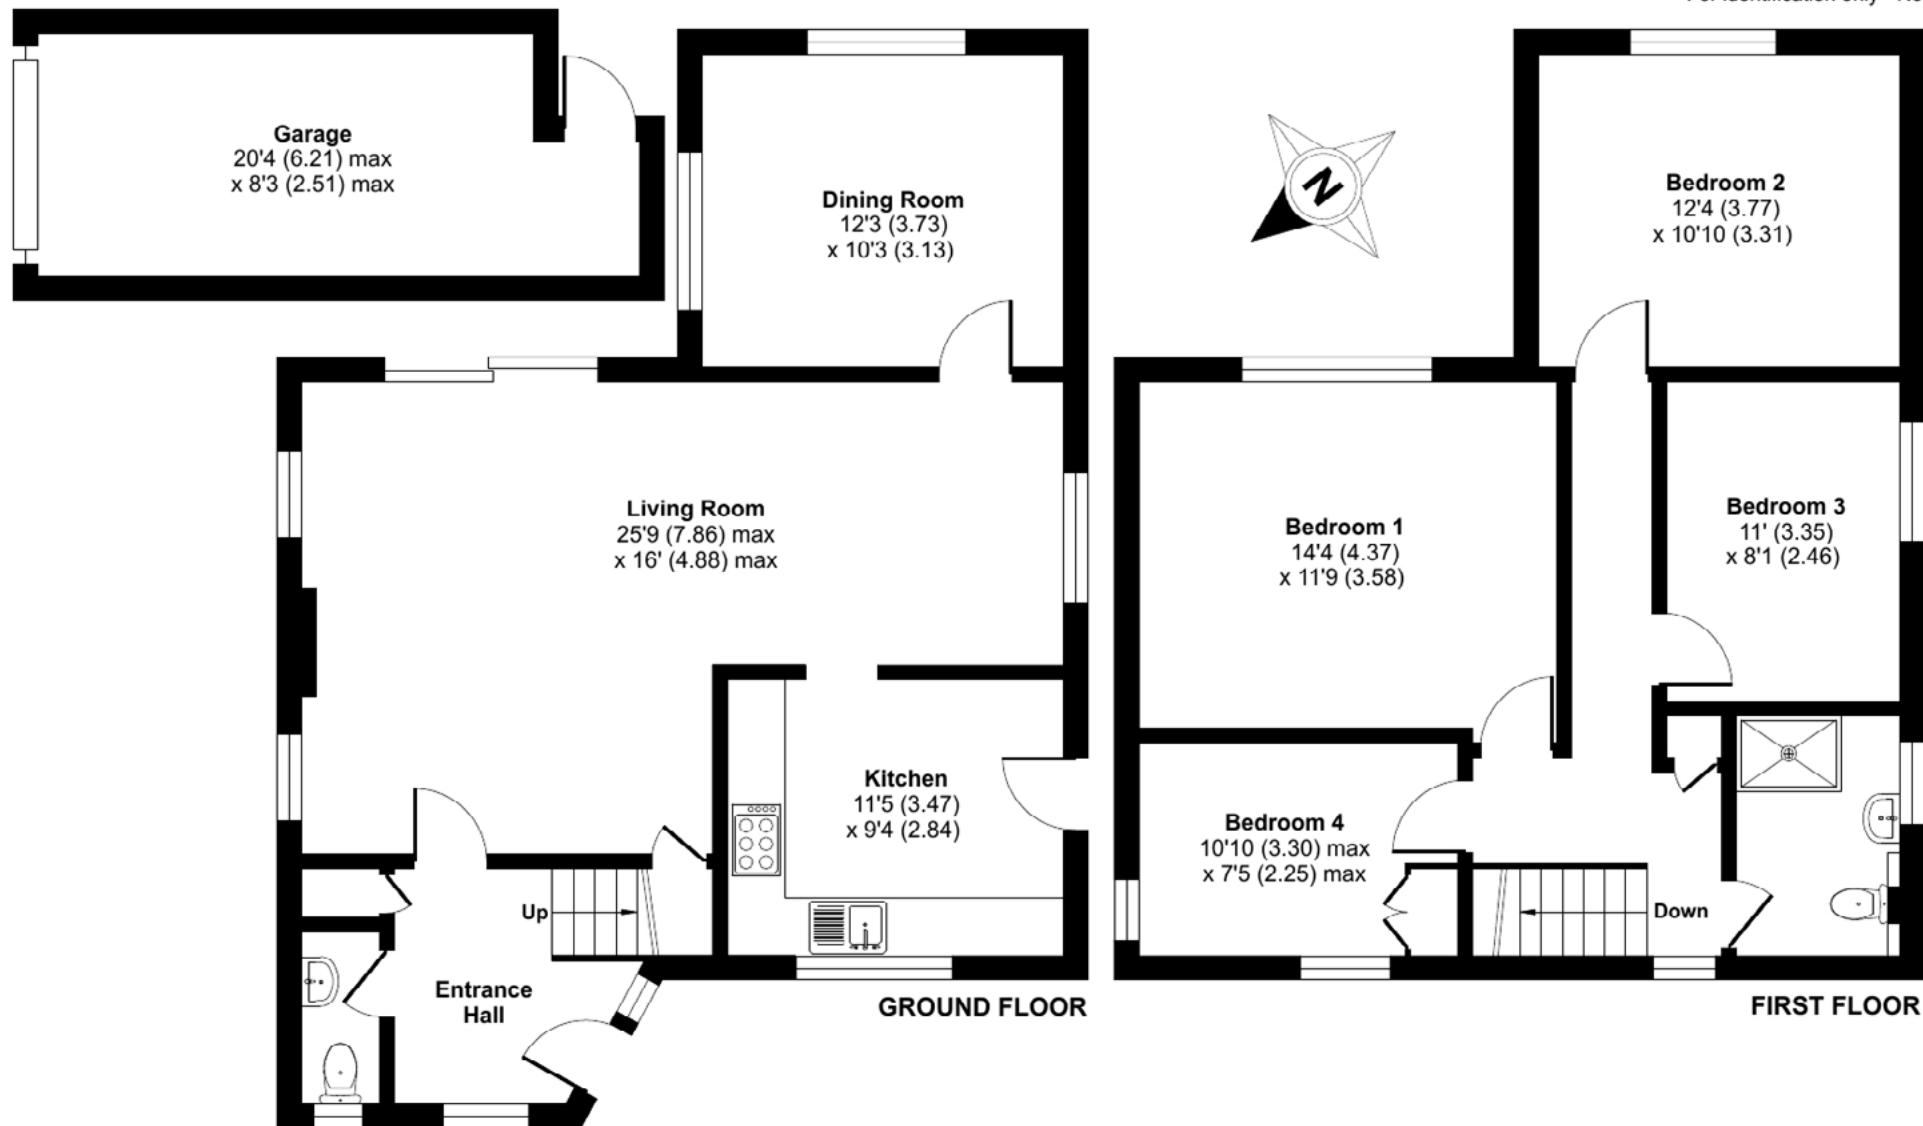 Garage
20'4 (6.21) max
x 8'3 (2.51) max
Dining Room
12'3 (3.73)
x 10'3 (3.13)
N
Bedroom 2
12'4 (3.77)
x 10'10 (3.31)
Living Room
25'9 (7.86) max
x 16' (4.88) max
Bedroom 1
14'4 (4.37)
x 11'9 (3.58)
Bedroom 3
11' (3.35)
x 8'1 (2.46)
Kitchen
11'5 (3.47)
x 9'4 (2.84)
Bedroom 4
10'10 (3.30) max
x 7'5 (2.25) max
Up
Down
Entrance
Hall
GROUND FLOOR
FIRST FLOOR